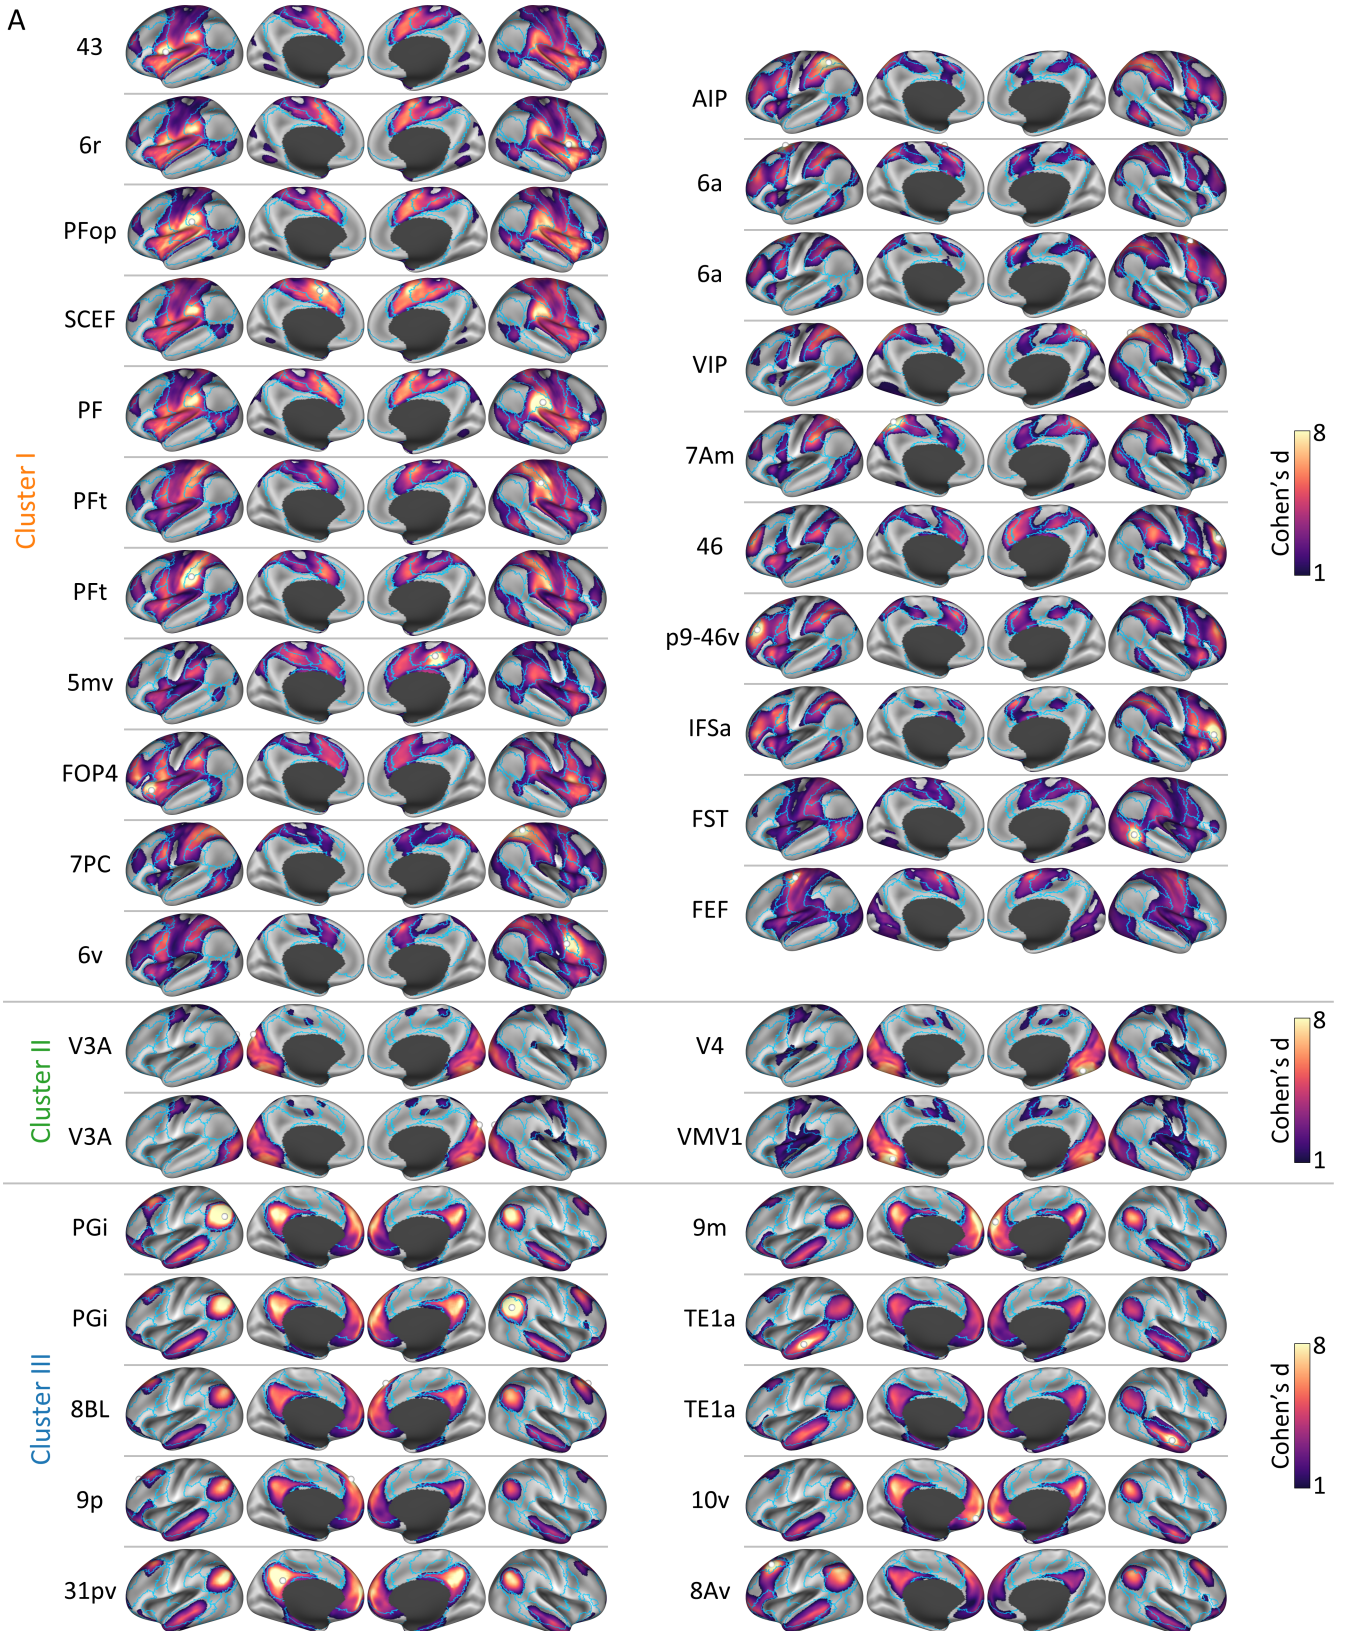 A
Cluster I
43
6r
PFop
SCEF
PF
PFt
PFt
5mv
FOP4
7PC
6v
AIP
6a
6a
VIP
7Am
46
p9-46v
IFSa
FST
FEF
8
Cohen's d
1
Cluster II
V3A
V3A
V4
VMV1
8
Cohen's d
1
Cluster III
PGi
PGi
8BL
9p
31pv
9m
TE1a
TE1a
10v
8Av
8
Cohen's d
1